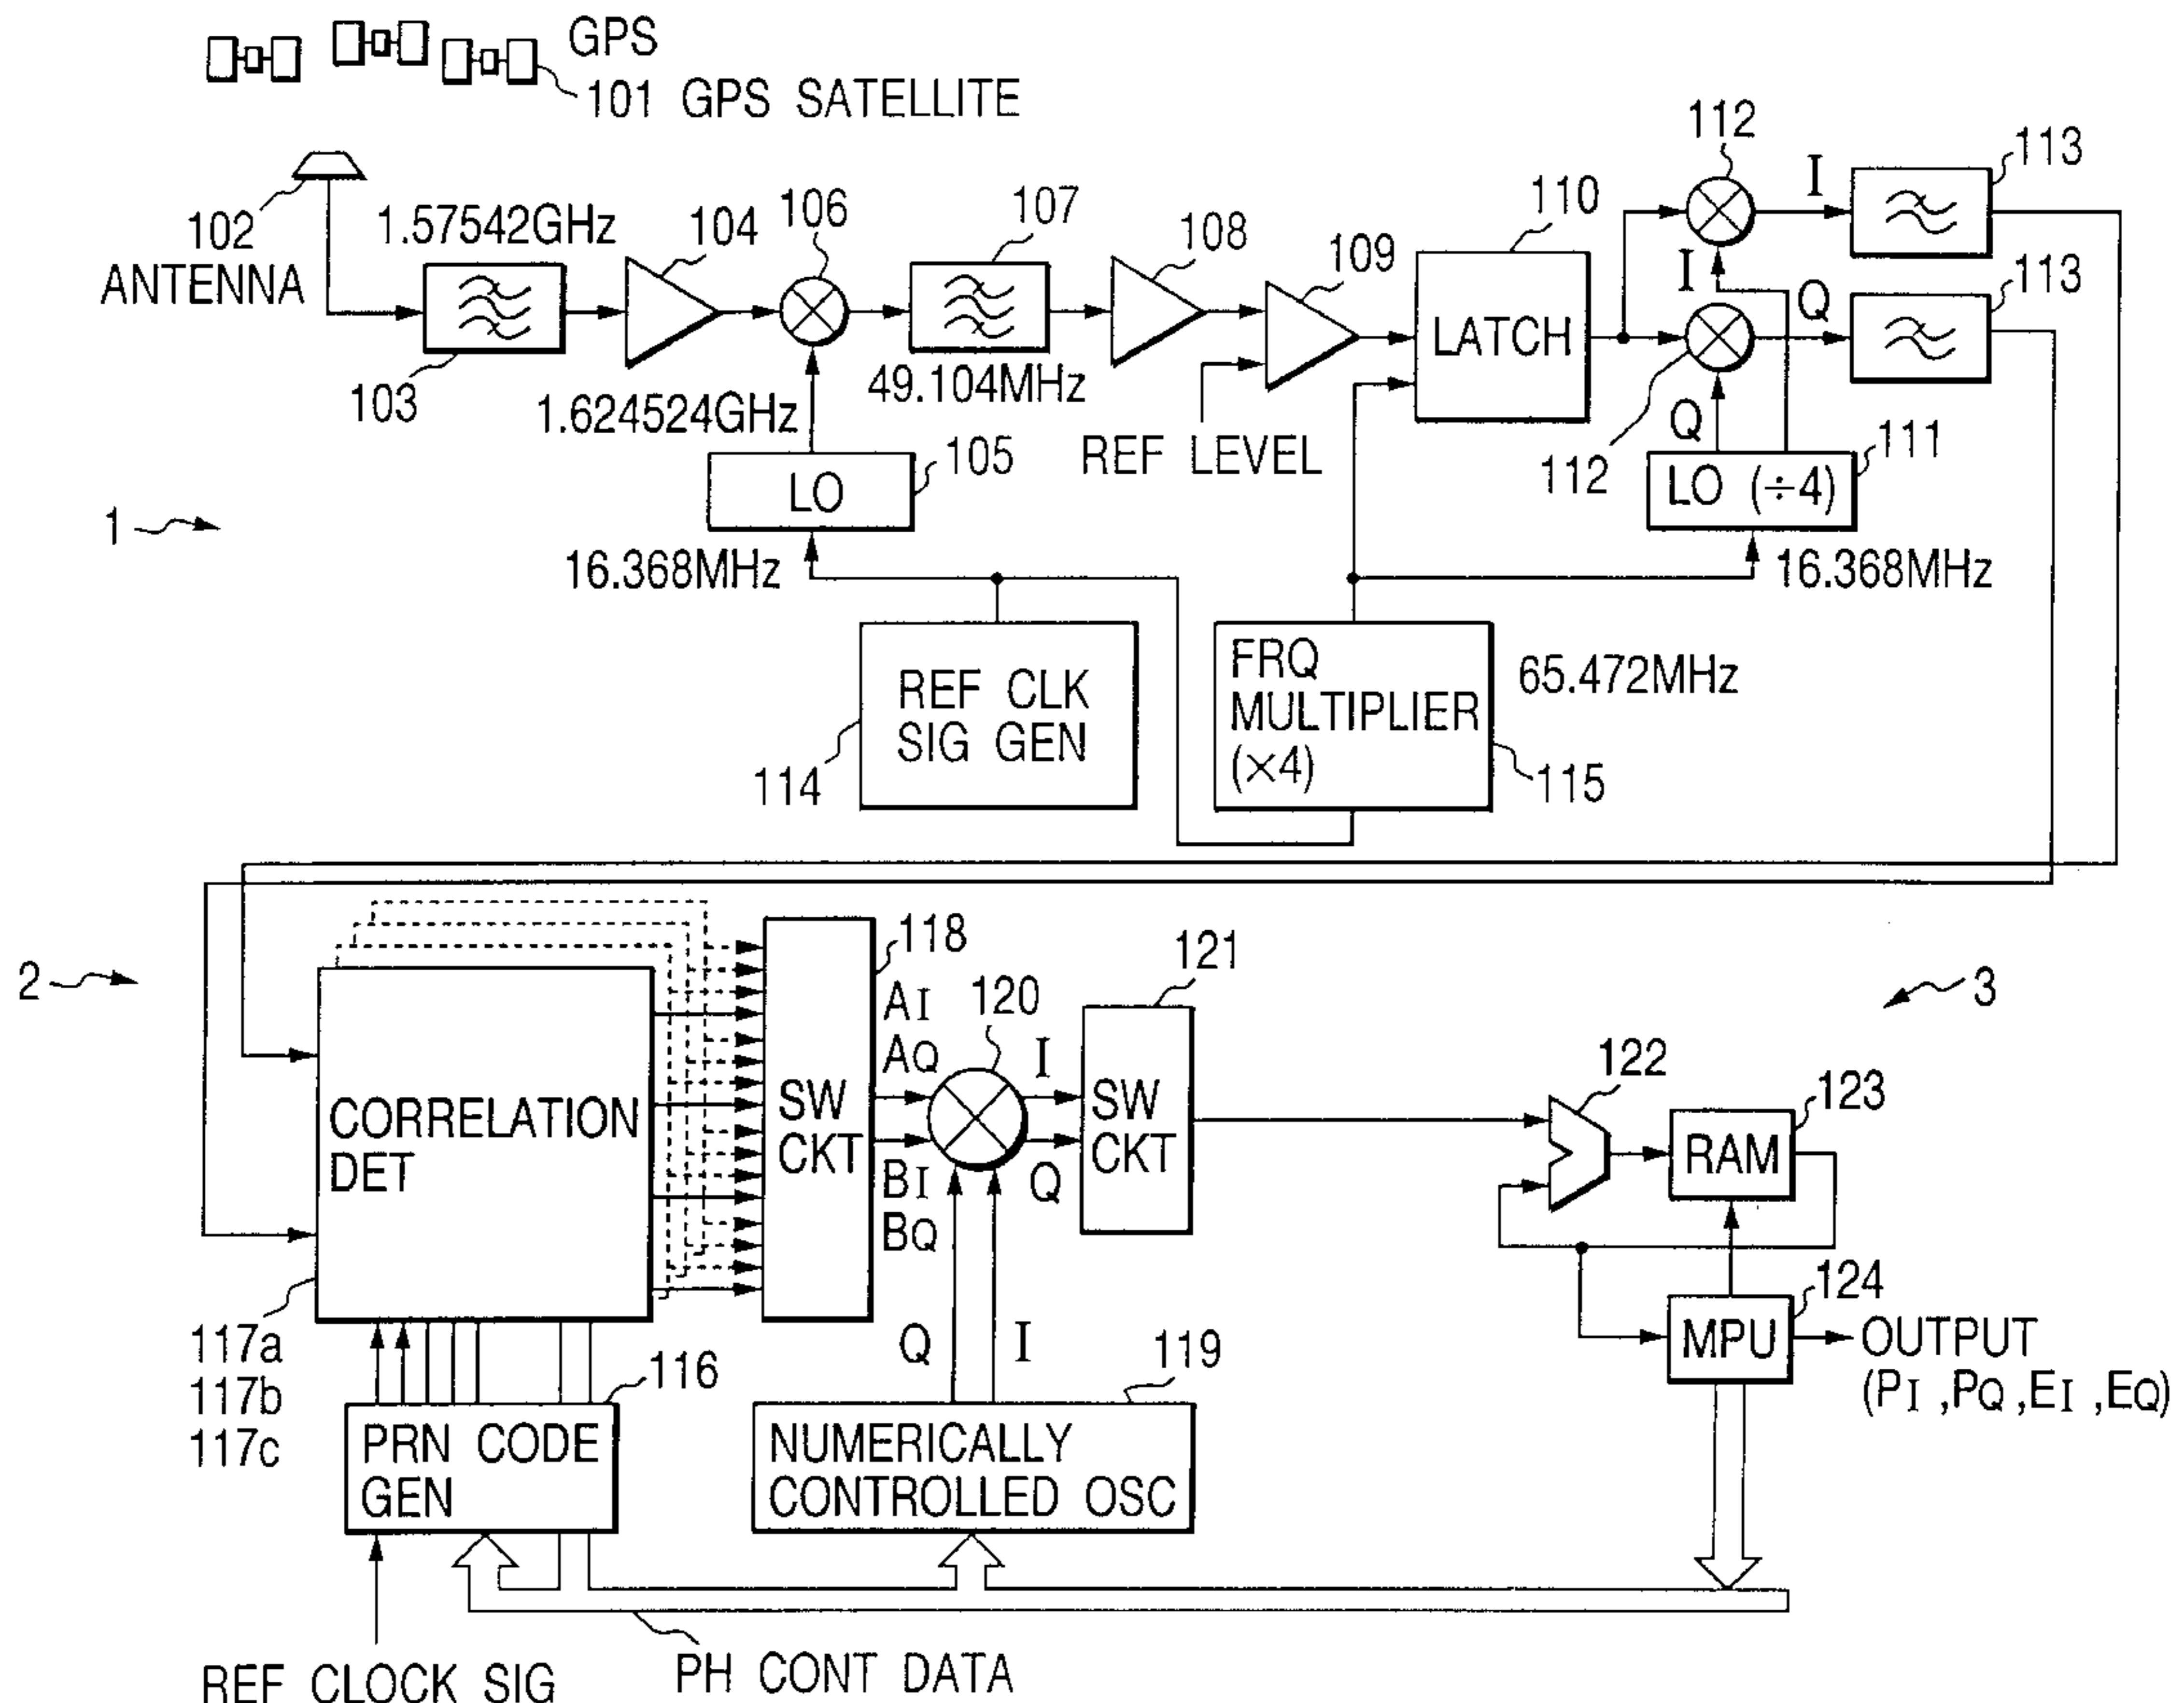 GPS
101 GPS SATELLITE
102
ANTENNA
1.57542GHz
103
104
106
1.624524GHz
105
LO
16.368MHz
107
49.104MHz
108
109
REF LEVEL
110
LATCH
112
I
113
I
Q
113
Q
112
111
LO (÷4)
16.368MHz
1
REF CLK
SIG GEN
114
FRQ
MULTIPLIER
(×4)
65.472MHz
115
2
CORRELATION
DET
117a
117b
117c
118
SW
CKT
AI
AQ
BI
BQ
120
I
Q
121
SW
CKT
3
122
123
RAM
124
MPU
OUTPUT
(PI ,PQ ,EI ,EQ)
116
PRN CODE
GEN
Q
I
119
NUMERICALLY
CONTROLLED OSC
REF CLOCK SIG
PH CONT DATA